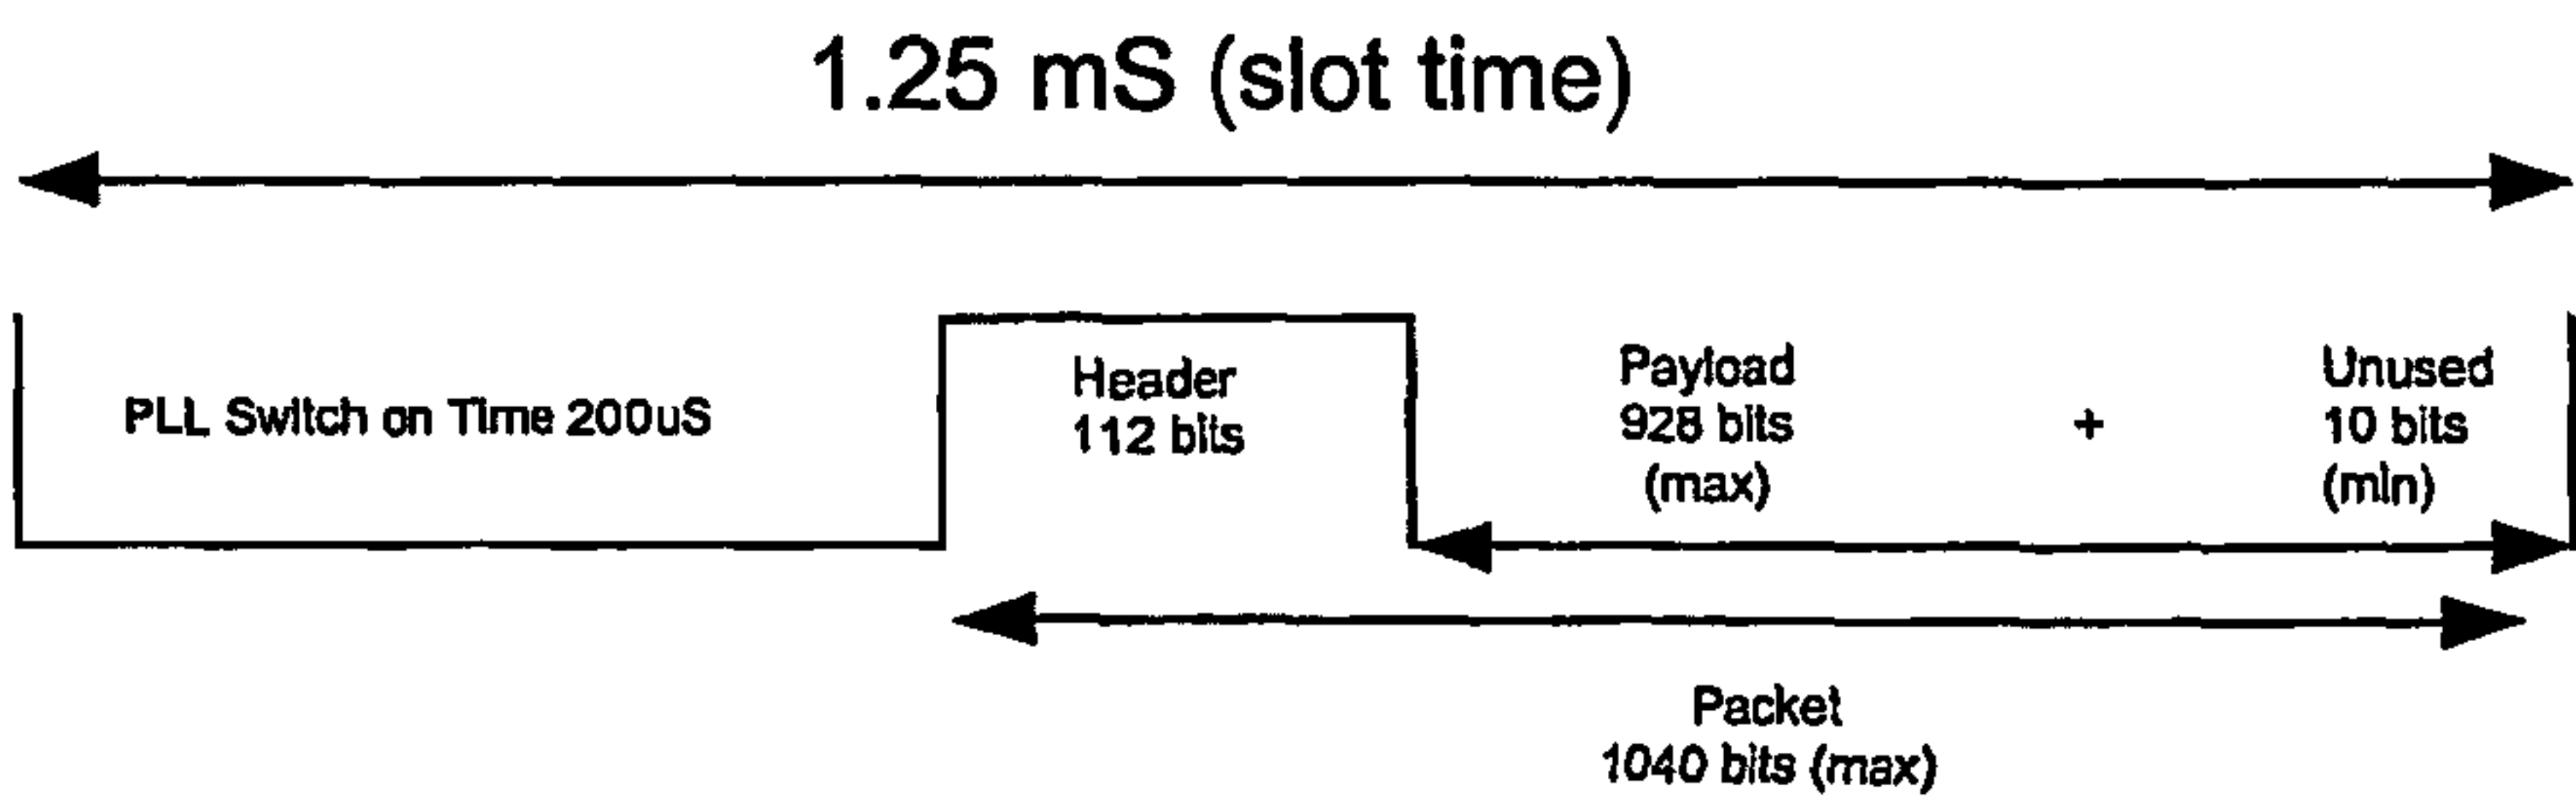 1.25 mS (slot time)
PLL Switch on Time 200uS
Header
112 bits
Payload
928 bits
(max)
+
Unused
10 bits
(min)
Packet
1040 bits (max)